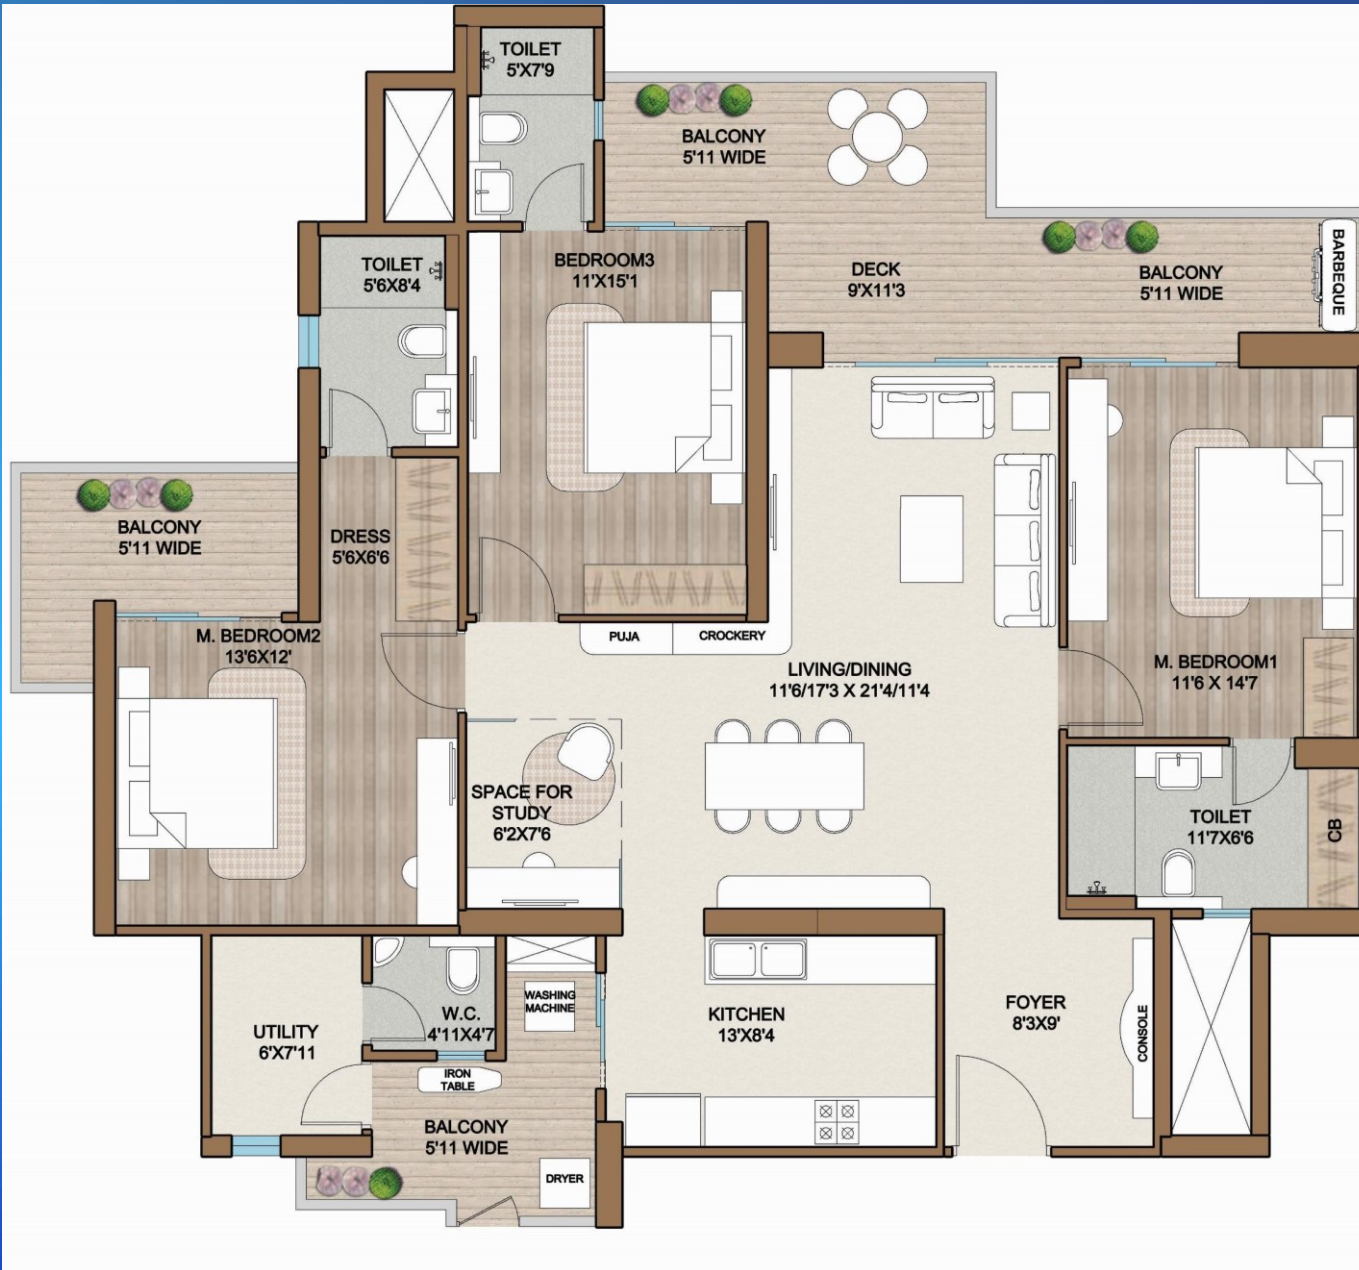 TOILET
5'X7'9
BALCONY
5'11 WIDE
TOILET
5'6X8'4
BEDROOM3
11'X15'1
DECK
9'X11'3
BALCONY
5'11 WIDE
BARBEQUE
BALCONY
5'11 WIDE
DRESS
5'6X6'6
M. BEDROOM2
13'6X12'
PUJA
CROCKERY
LIVING/DINING
11'6/17'3 X 21'4/11'4
M. BEDROOM1
11'6 X 14'7
SPACE FOR
STUDY
6'2X7'6
TOILET
11'7X6'6
CB
UTILITY
6'X7'11
W.C.
4'11X4'7
WASHING
MACHINE
KITCHEN
13'X8'4
FOYER
8'3X9'
CONSOLE
IRON
TABLE
BALCONY
5'11 WIDE
DRYER